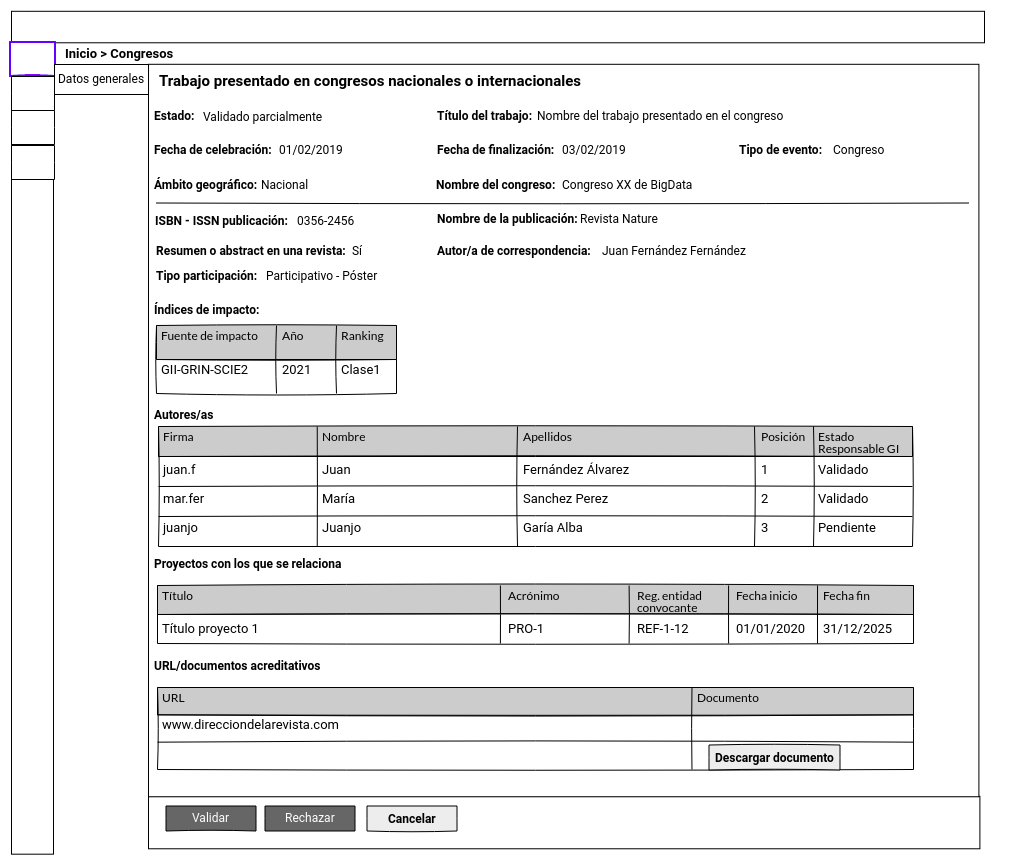 Inicio > Congresos
Datos generales
Trabajo presentado en congresos nacionales o internacionales
Estado: Validado parcialmente Título del trabajo: Nombre del trabajo presentado en el congreso
Fecha de celebración: 01/02/2019 Fecha de finalización: 03/02/2019 Tipo de evento: Congreso
Ámbito geográfico: Nacional Nombre del congreso: Congreso XX de BigData
ISBN - ISSN publicación: 0356-2456 Nombre de la publicación: Revista Nature
Resumen o abstract en una revista: Sí Autor/a de correspondencia: Juan Fernández Fernández
Tipo participación: Participativo - Póster
Índices de impacto:
Fuente de impacto Año Ranking
GII-GRIN-SCIE2 2021 Clase1
Autores/as
Firma Nombre Apellidos Posición Estado
Responsable GI
juan.f Juan Fernández Álvarez 1 Validado
mar.fer María Sanchez Perez 2 Validado
juanjo Juanjo Garía Alba 3 Pendiente
Proyectos con los que se relaciona
Título Acrónimo Reg. entidad Fecha inicio Fecha fin
convocante
Título proyecto 1 PRO-1 REF-1-12 01/01/2020 31/12/2025
URL/documentos acreditativos
URL Documento
www.direcciondelarevista.com
Descargar documento
Validar Rechazar Cancelar